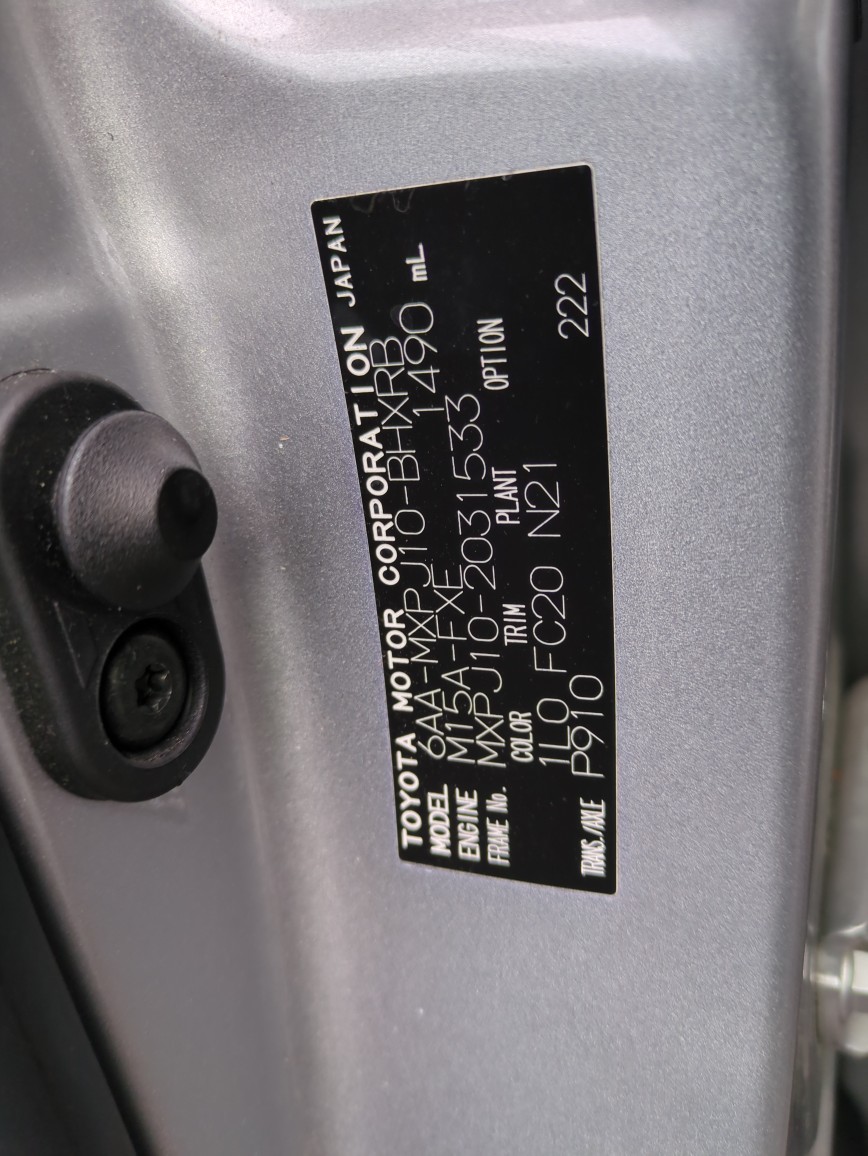 TOYOTA MOTOR CORPORATION JAPAN
MODEL 6AA-MXPJ10-BHXRB
ENGINE M15A-FXE 1490 mL
FRAME No. MXPJ10-2031533
COLOR TRIM PLANT OPTION
1L0 FC20 N21
TRANS./AXLE P910 222